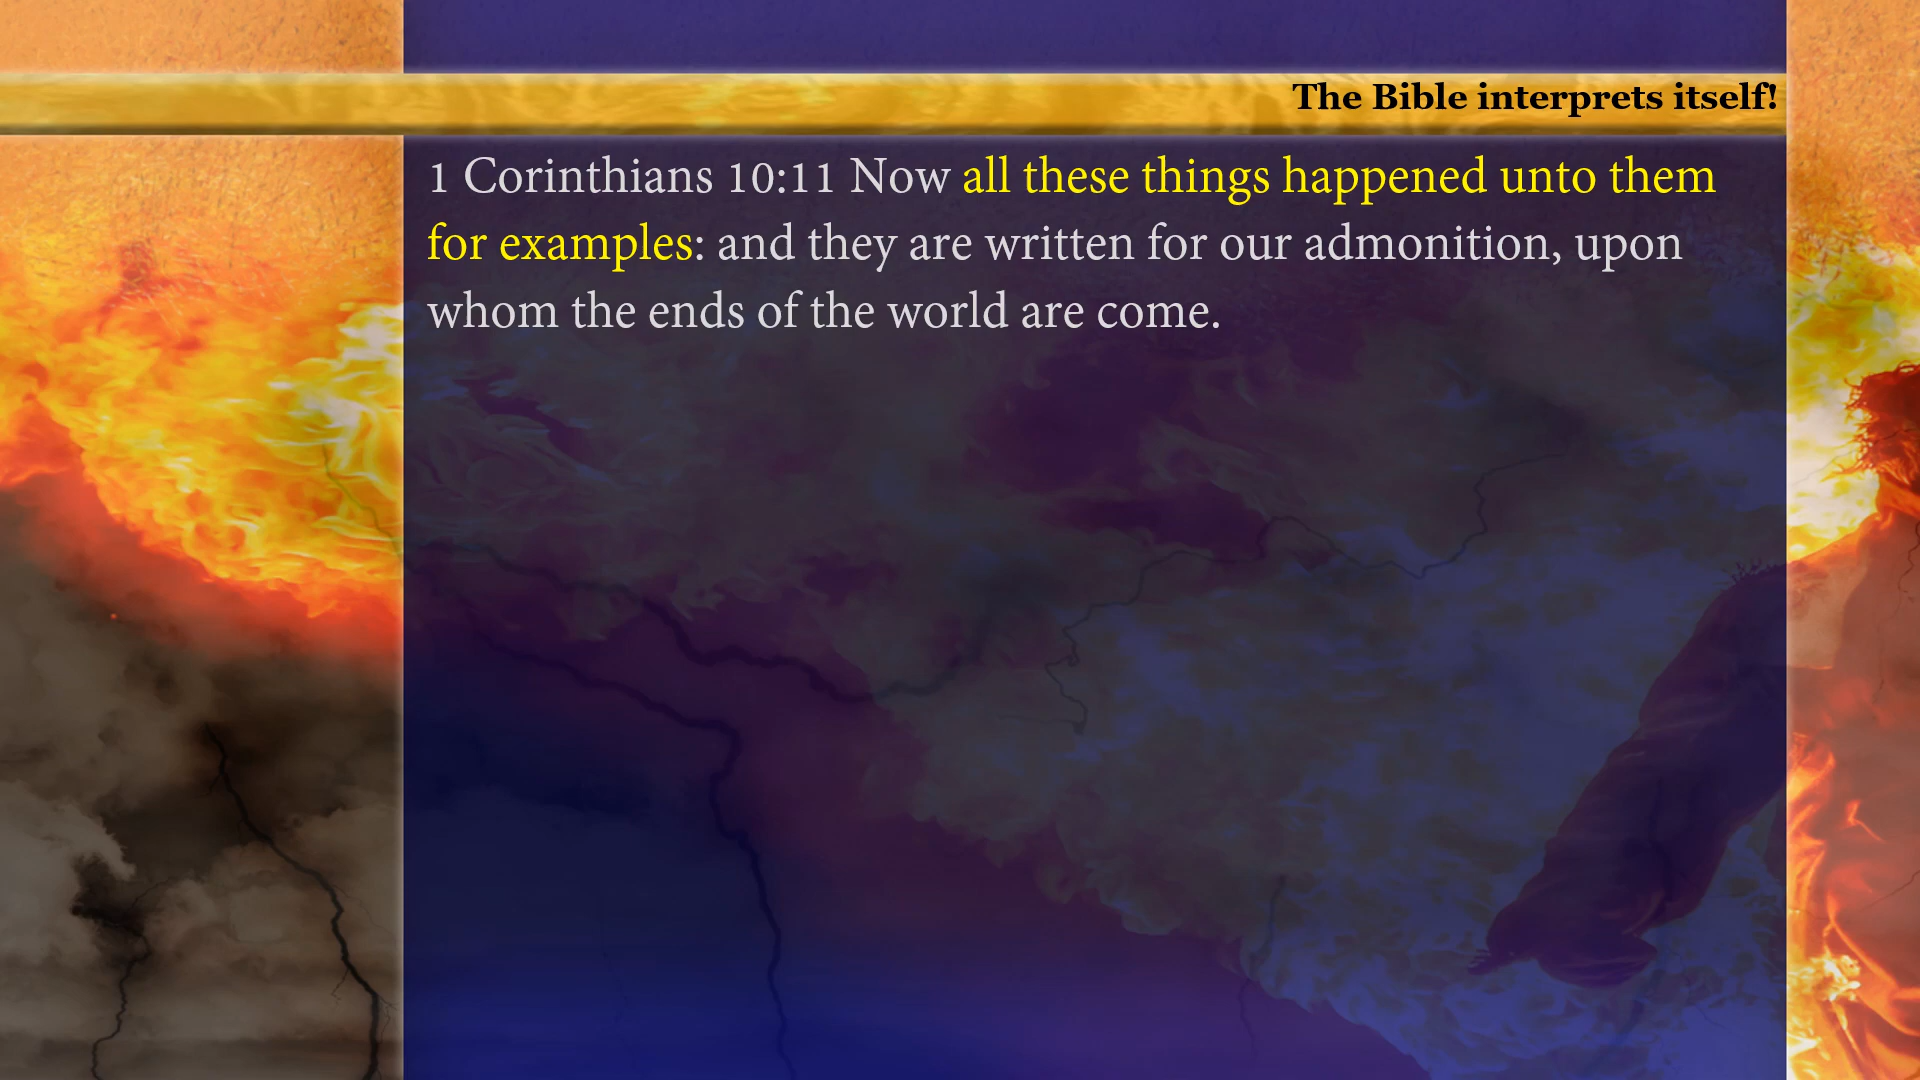 The Bible interprets itself!
1 Corinthians 10:11 Now all these things happened unto them
for examples: and they are written for our admonition, upon
whom the ends of the world are come.